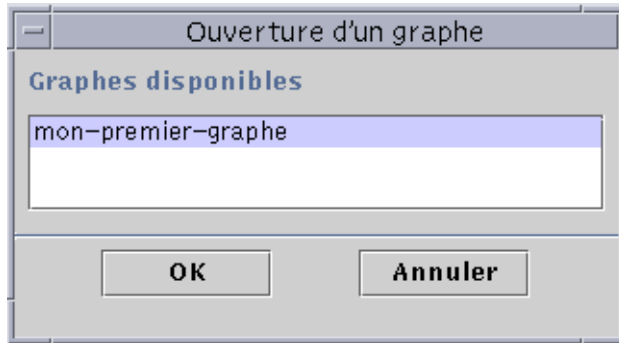 Ouverture d'un graphe
Graphes disponibles
mon-premier-graphe
OK Annuler